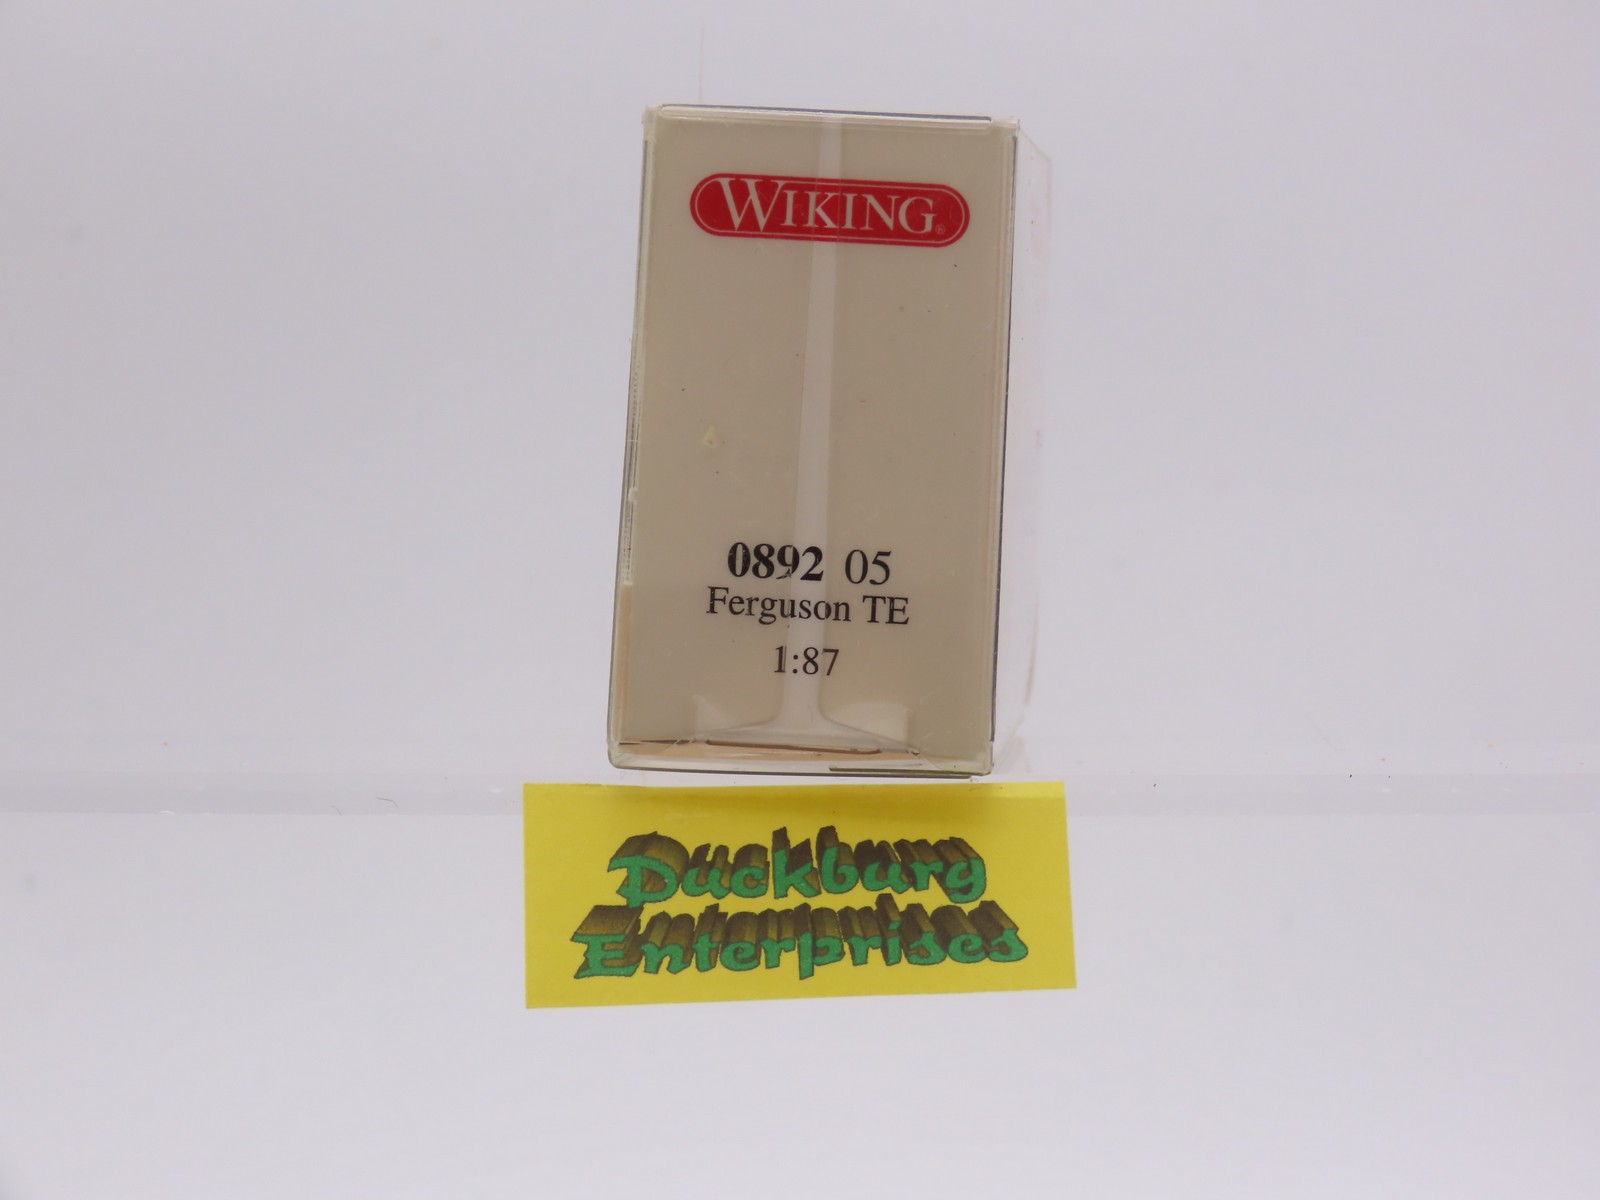 WIKING®
0892 05
Ferguson TE
1:87
Duckburg
Enterprises